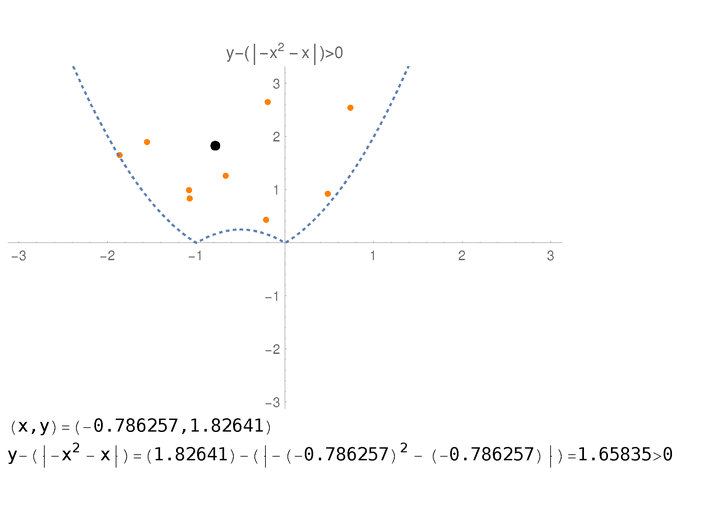 y−(|−x² − x|)>0
3
2
1
−3 −2 −1 1 2 3
−1
−2
−3
(x,y)=(−0.786257,1.82641)
y−(|−x² − x|)=(1.82641)−(|−(−0.786257)² − (−0.786257)|)=1.65835>0